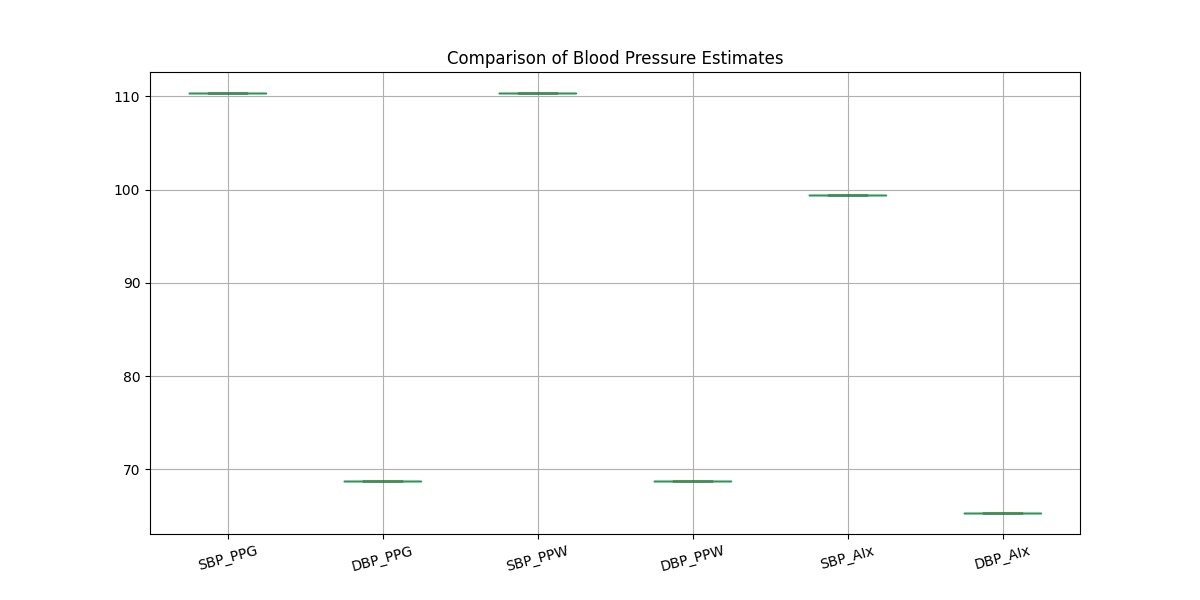 Comparison of Blood Pressure Estimates
110
100
90
80
70
SBP_PPG DBP_PPG SBP_PPW DBP_PPW SBP_AIx DBP_AIx